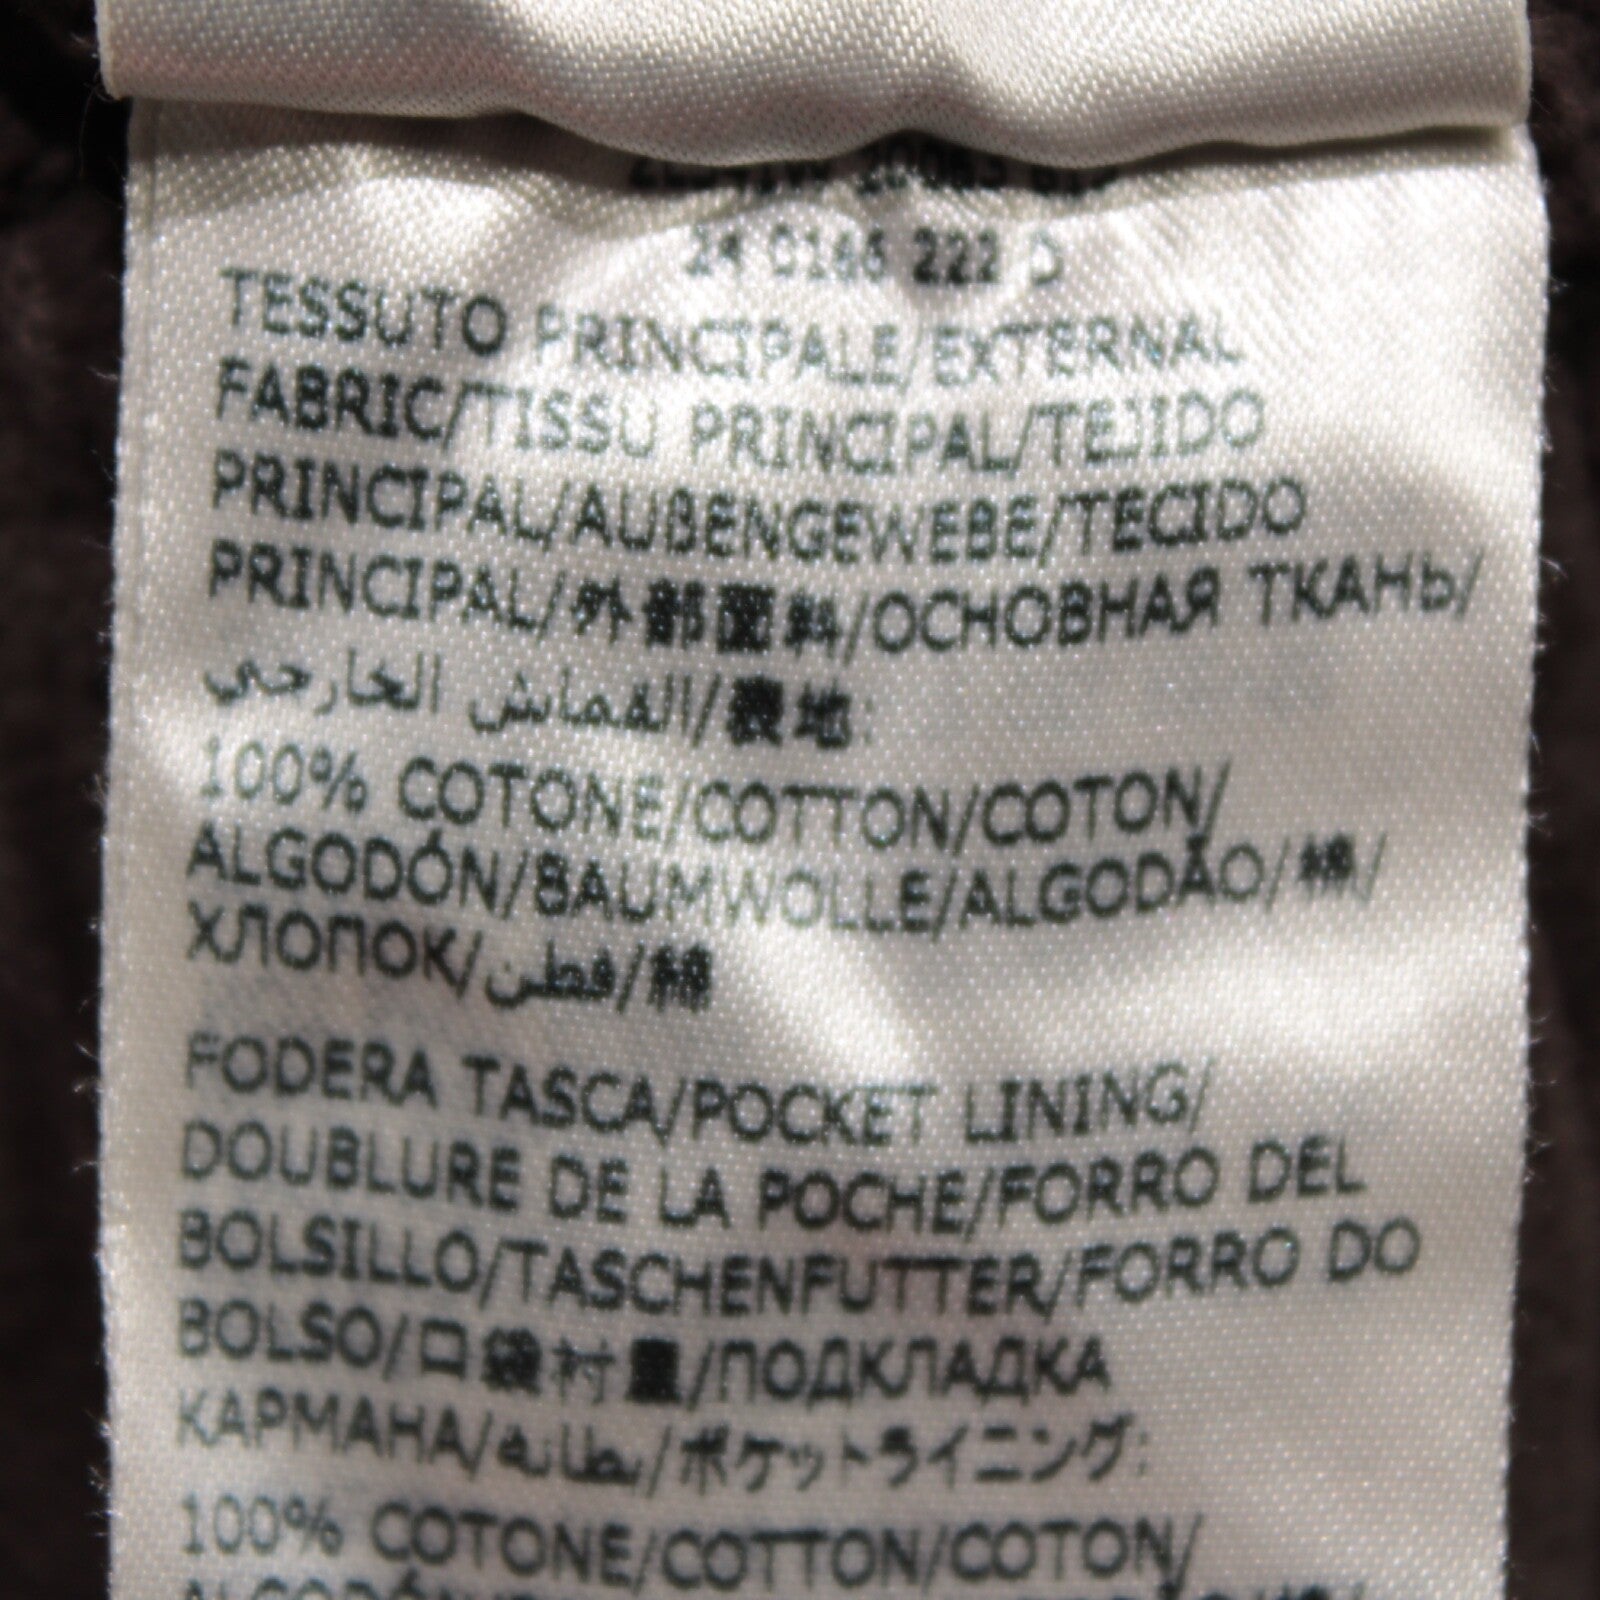 222
TESSUTO PRINCIPALE/EXTERNAL
FABRIC/TISSU PRINCIPAL/TEJIDO
PRINCIPAL/AUßENGEWEBE/TECIDO
PRINCIPAL/外部面料/ОСНОВНАЯ ТКАНЬ/
القماش الخارجي/表地:
100% COTONE/COTTON/COTON/
ALGODÓN/BAUMWOLLE/ALGODÃO/棉/
ХЛОПОК/قطن/綿
FODERA TASCA/POCKET LINING/
DOUBLURE DE LA POCHE/FORRO DEL
BOLSILLO/TASCHENFUTTER/FORRO DO
BOLSO/口袋衬里/ПОДКЛАДКА
КАРМАНА/بطانة/ポケットライニング:
100% COTONE/COTTON/COTON/